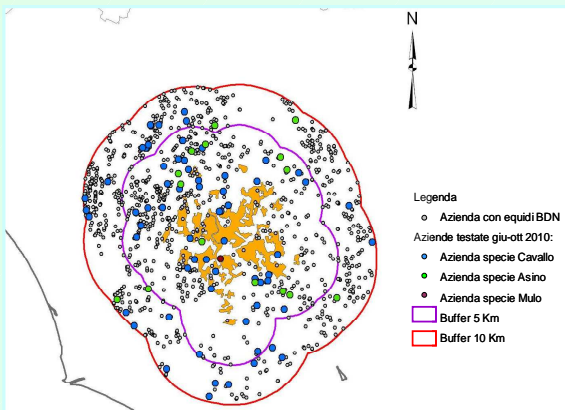 N
Legenda
Azienda con equidi BDN
Aziende testate giu-ott 2010:
Azienda specie Cavallo
Azienda specie Asino
Azienda specie Mulo
Buffer 5 Km
Buffer 10 Km